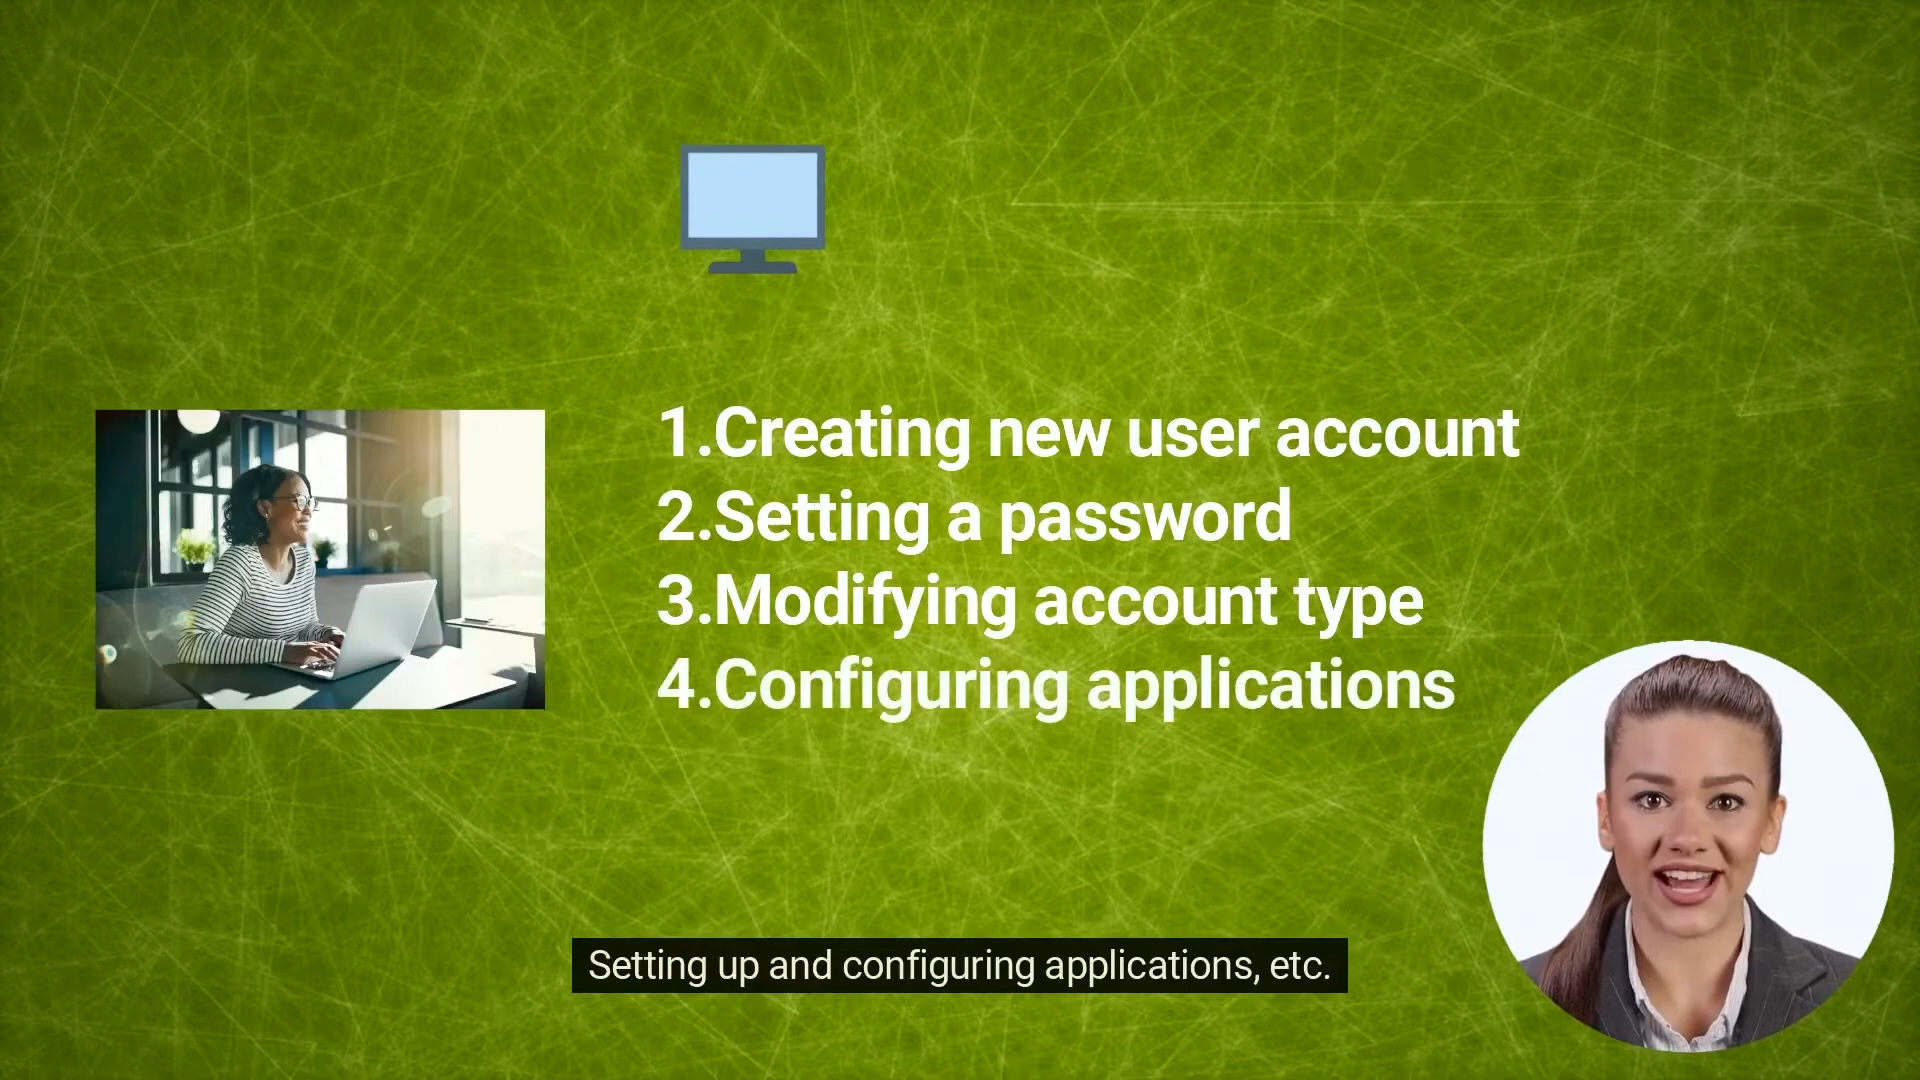 1.Creating new user account
2.Setting a password
3.Modifying account type
4.Configuring applications
Setting up and configuring applications, etc.